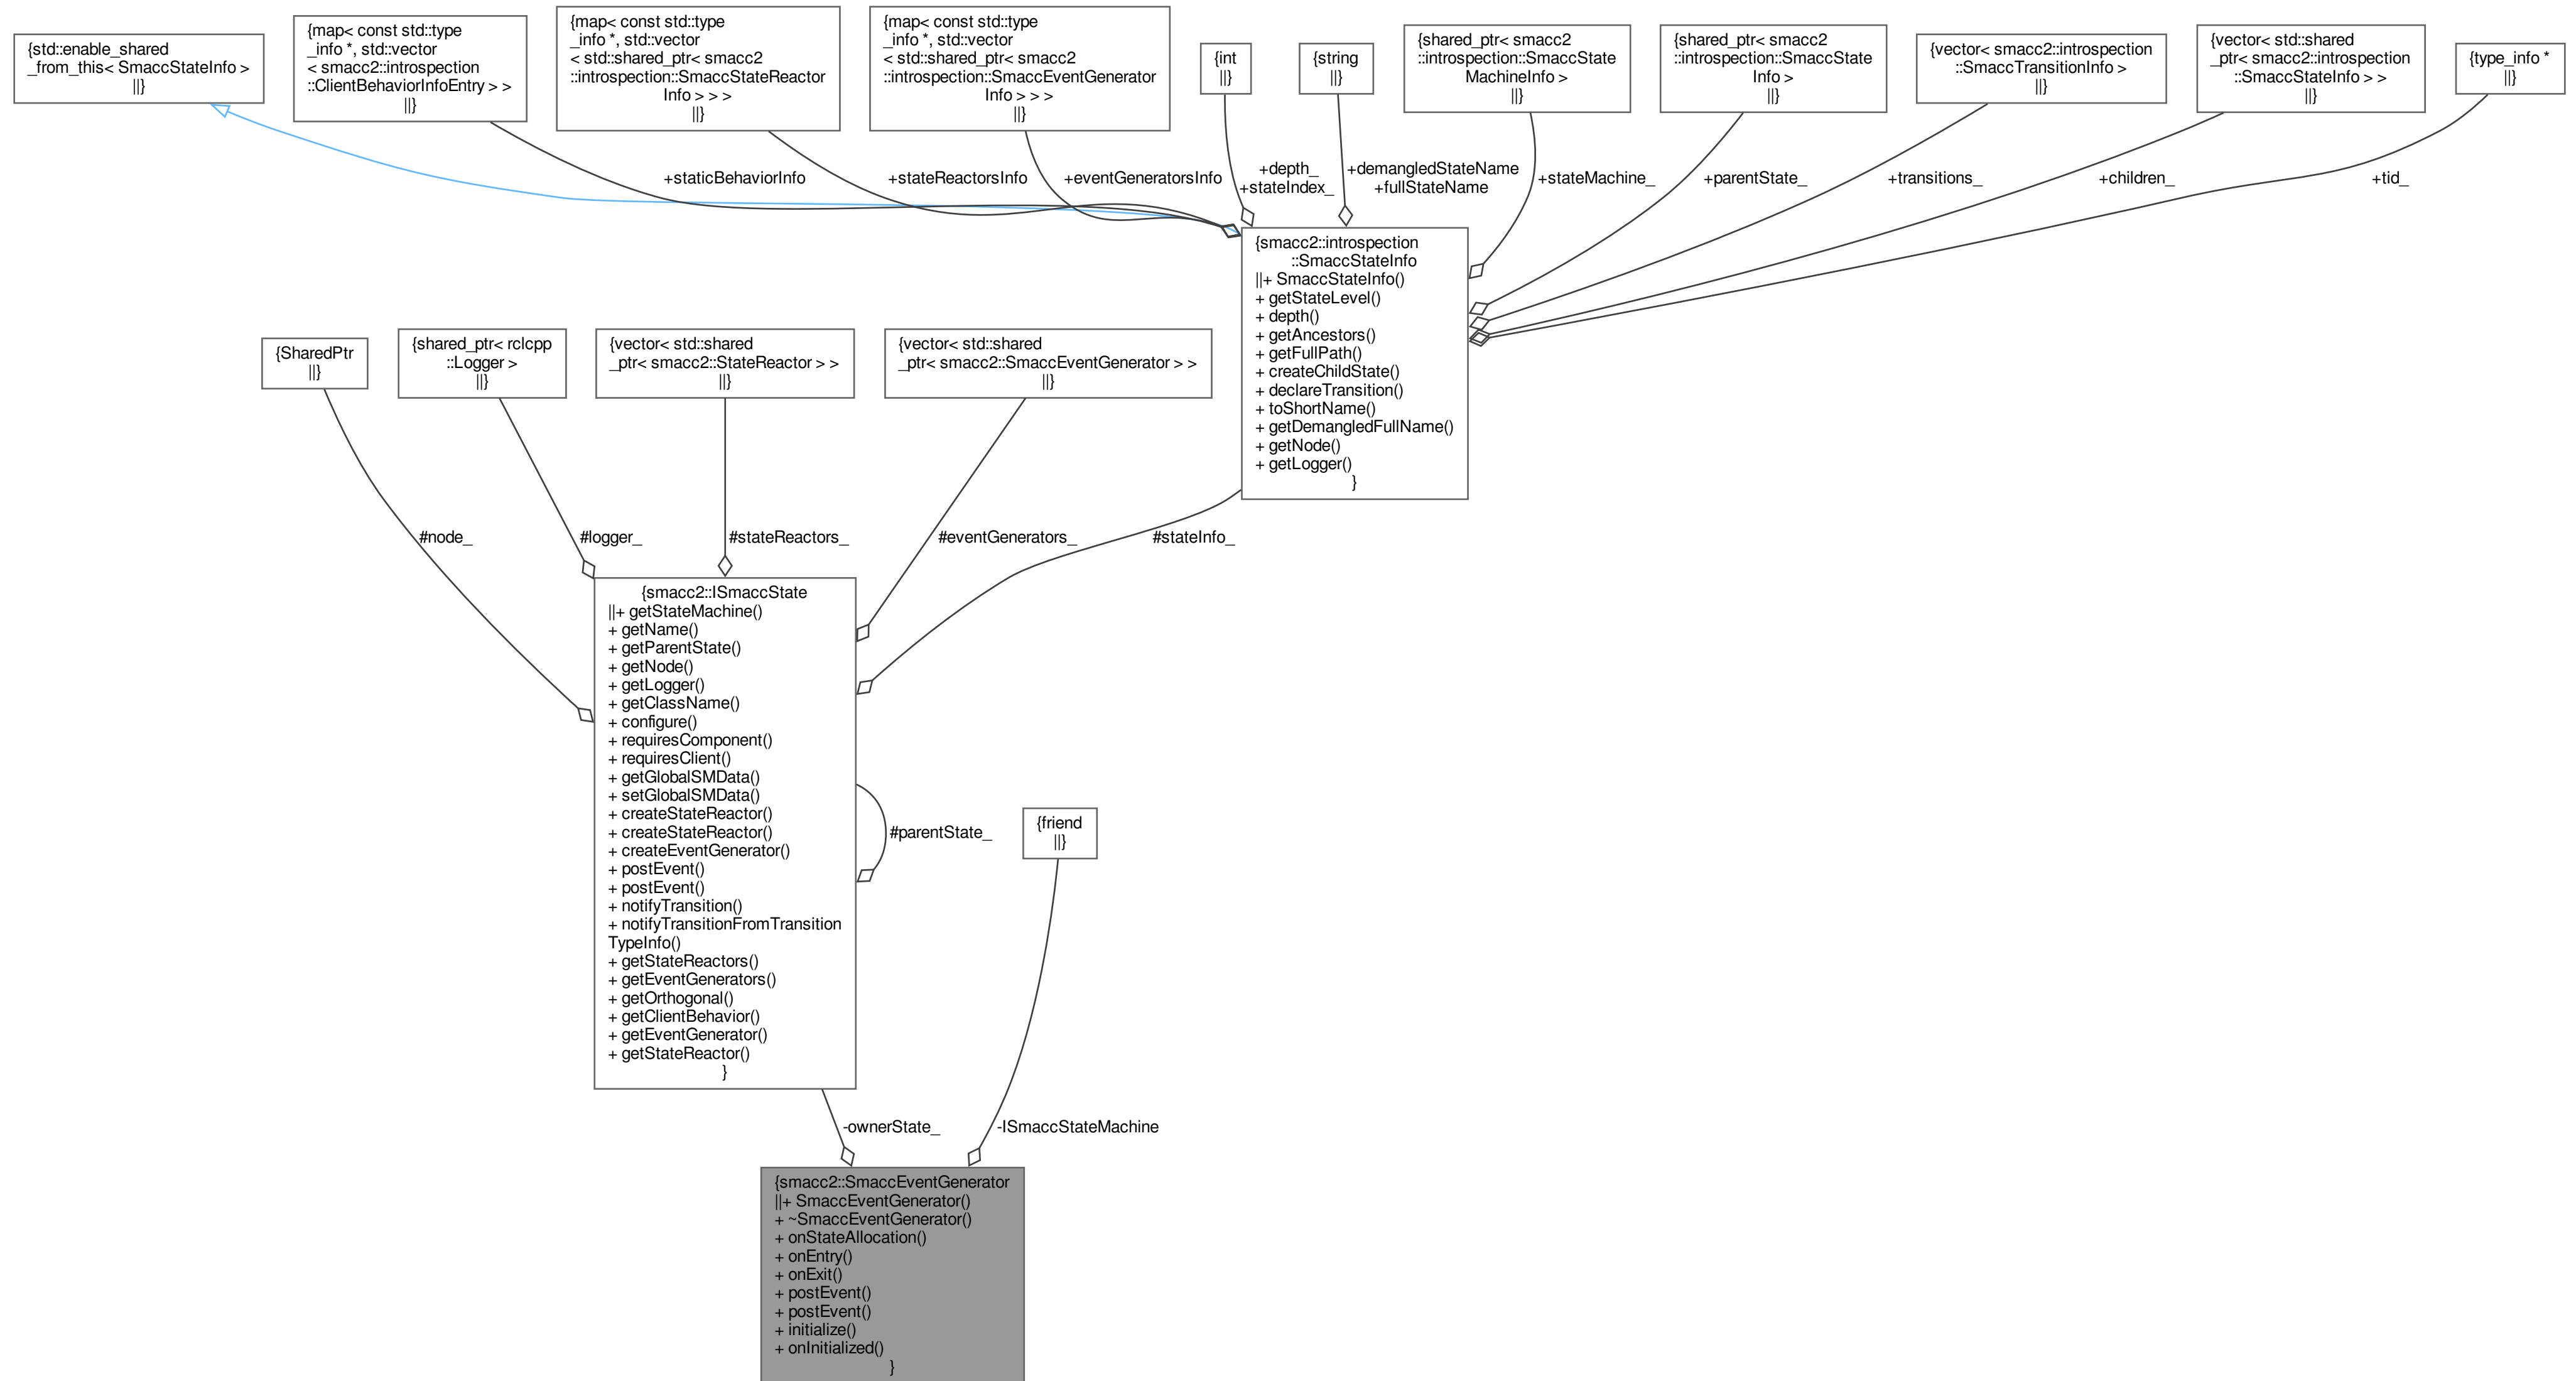 {std::enable_shared
_from_this< SmaccStateInfo >
||}
{map< const std::type
_info *, std::vector
< smacc2::introspection
::ClientBehaviorInfoEntry > >
||}
{map< const std::type
_info *, std::vector
< std::shared_ptr< smacc2
::introspection::SmaccStateReactor
Info > > >
||}
{map< const std::type
_info *, std::vector
< std::shared_ptr< smacc2
::introspection::SmaccEventGenerator
Info > > >
||}
{int
||}
{string
||}
{shared_ptr< smacc2
::introspection::SmaccState
MachineInfo >
||}
{shared_ptr< smacc2
::introspection::SmaccState
Info >
||}
{vector< smacc2::introspection
::SmaccTransitionInfo >
||}
{vector< std::shared
_ptr< smacc2::introspection
::SmaccStateInfo > >
||}
{type_info *
||}
+staticBehaviorInfo
+stateReactorsInfo
+eventGeneratorsInfo
+depth_
+stateIndex_
+demangledStateName
+fullStateName
+stateMachine_
+parentState_
+transitions_
+children_
+tid_
{smacc2::introspection
::SmaccStateInfo
||+ SmaccStateInfo()
+ getStateLevel()
+ depth()
+ getAncestors()
+ getFullPath()
+ createChildState()
+ declareTransition()
+ toShortName()
+ getDemangledFullName()
+ getNode()
+ getLogger()
}
{SharedPtr
||}
{shared_ptr< rclcpp
::Logger >
||}
{vector< std::shared
_ptr< smacc2::StateReactor > >
||}
{vector< std::shared
_ptr< smacc2::SmaccEventGenerator > >
||}
#node_
#logger_
#stateReactors_
#eventGenerators_
#stateInfo_
{smacc2::ISmaccState
||+ getStateMachine()
+ getName()
+ getParentState()
+ getNode()
+ getLogger()
+ getClassName()
+ configure()
+ requiresComponent()
+ requiresClient()
+ getGlobalSMData()
+ setGlobalSMData()
+ createStateReactor()
+ createStateReactor()
+ createEventGenerator()
+ postEvent()
+ postEvent()
+ notifyTransition()
+ notifyTransitionFromTransition
TypeInfo()
+ getStateReactors()
+ getEventGenerators()
+ getOrthogonal()
+ getClientBehavior()
+ getEventGenerator()
+ getStateReactor()
}
#parentState_
{friend
||}
-ownerState_
-ISmaccStateMachine
{smacc2::SmaccEventGenerator
||+ SmaccEventGenerator()
+ ~SmaccEventGenerator()
+ onStateAllocation()
+ onEntry()
+ onExit()
+ postEvent()
+ postEvent()
+ initialize()
+ onInitialized()
}